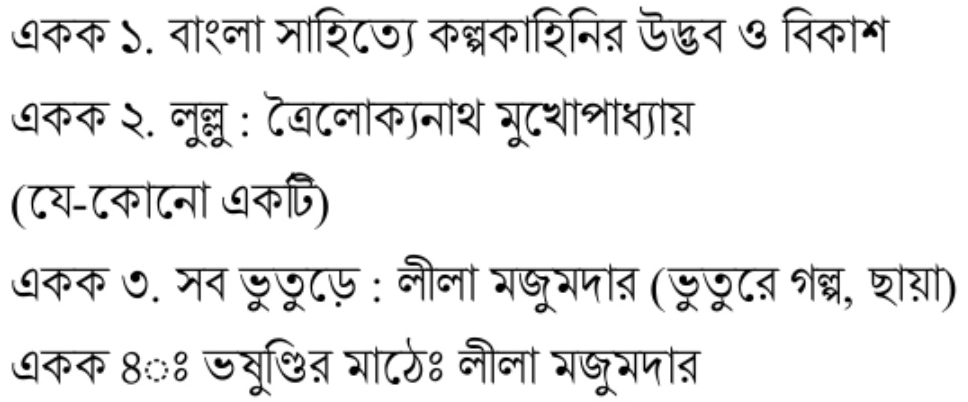 একক ১. বাংলা সাহিত্যে কল্পকাহিনির উদ্ভব ও বিকাশ
একক ২. লুল্লু : ত্রৈলোক্যনাথ মুখোপাধ্যায়
(যে-কোনো একটি)
একক ৩. সব ভুতুড়ে : লীলা মজুমদার (ভুতুরে গল্প, ছায়া)
একক ৪ঃ ভষুণ্ডির মাঠেঃ লীলা মজুমদার